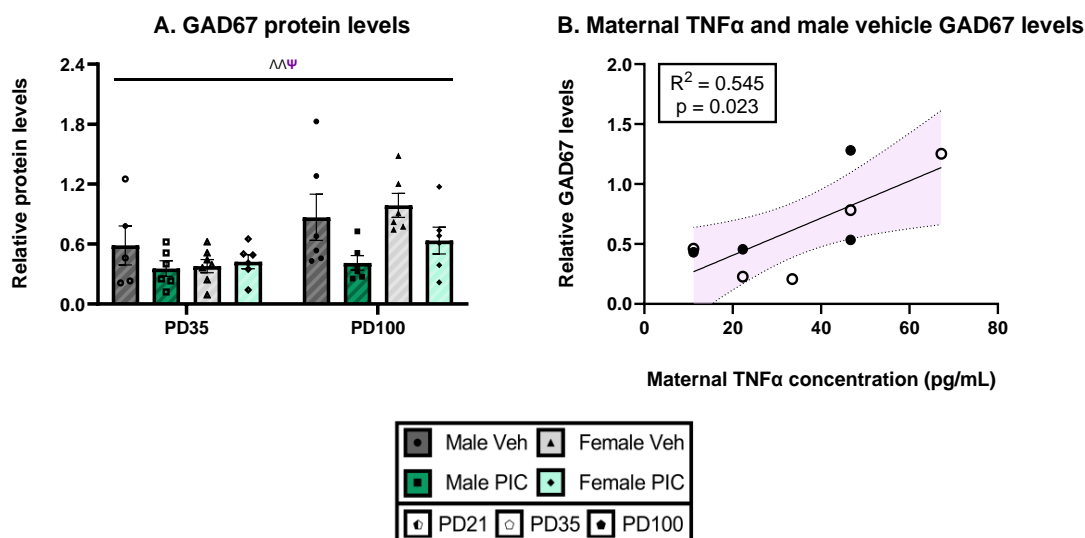 A. GAD67 protein levels
Relative protein levels
2.4
1.8
1.2
0.6
0.0
ΛΛΨ
PD35
PD100
B. Maternal TNFα and male vehicle GAD67 levels
Relative GAD67 levels
2.0
1.5
1.0
0.5
0.0
R² = 0.545
p = 0.023
0
20
40
60
80
Maternal TNFα concentration (pg/mL)
Male Veh
Female Veh
Male PIC
Female PIC
PD21
PD35
PD100